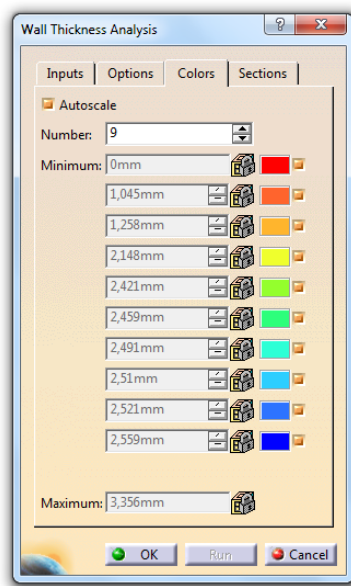 Wall Thickness Analysis
Inputs Options Colors Sections
Autoscale
Number: 9
Minimum: 0mm
1,045mm
1,258mm
2,148mm
2,421mm
2,459mm
2,491mm
2,51mm
2,521mm
2,559mm
Maximum: 3,356mm
OK Run Cancel